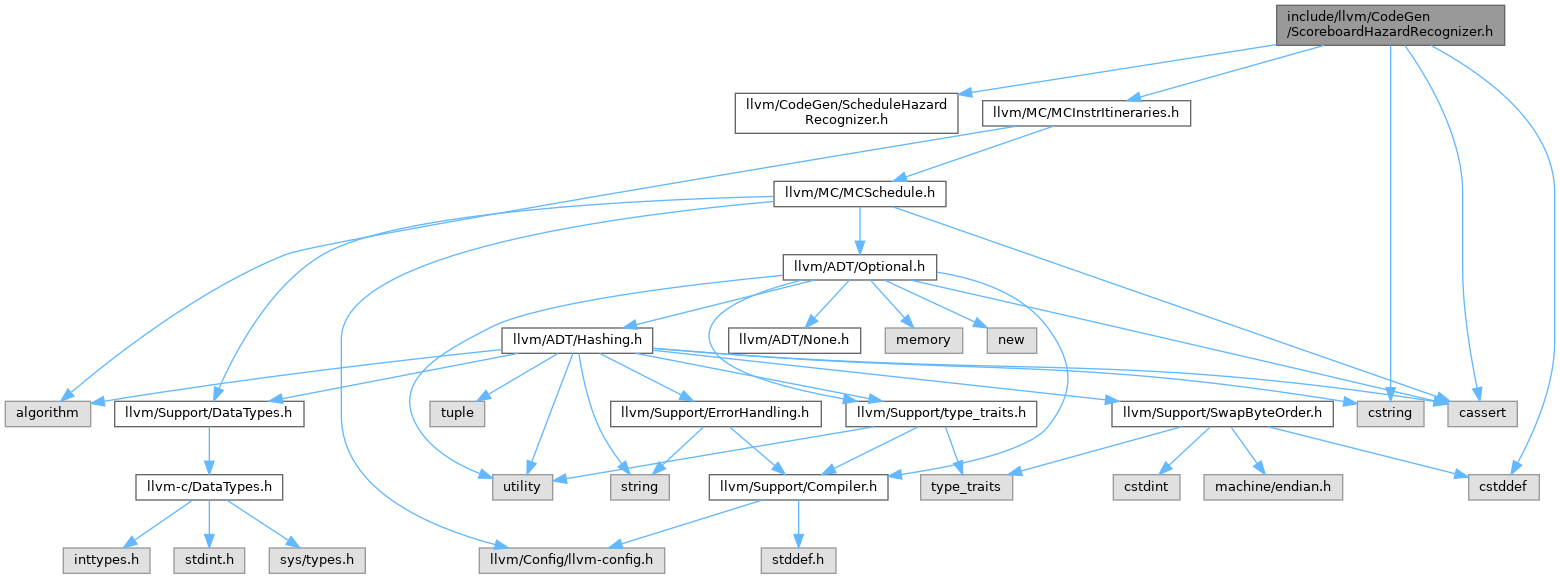 include/llvm/CodeGen
/ScoreboardHazardRecognizer.h
llvm/CodeGen/ScheduleHazard
Recognizer.h
llvm/MC/MCInstrItineraries.h
llvm/MC/MCSchedule.h
llvm/ADT/Optional.h
llvm/ADT/Hashing.h
llvm/ADT/None.h
memory
new
algorithm
llvm/Support/DataTypes.h
tuple
llvm/Support/ErrorHandling.h
llvm/Support/type_traits.h
llvm/Support/SwapByteOrder.h
cstring
cassert
llvm-c/DataTypes.h
utility
string
llvm/Support/Compiler.h
type_traits
cstdint
machine/endian.h
cstddef
inttypes.h
stdint.h
sys/types.h
llvm/Config/llvm-config.h
stddef.h